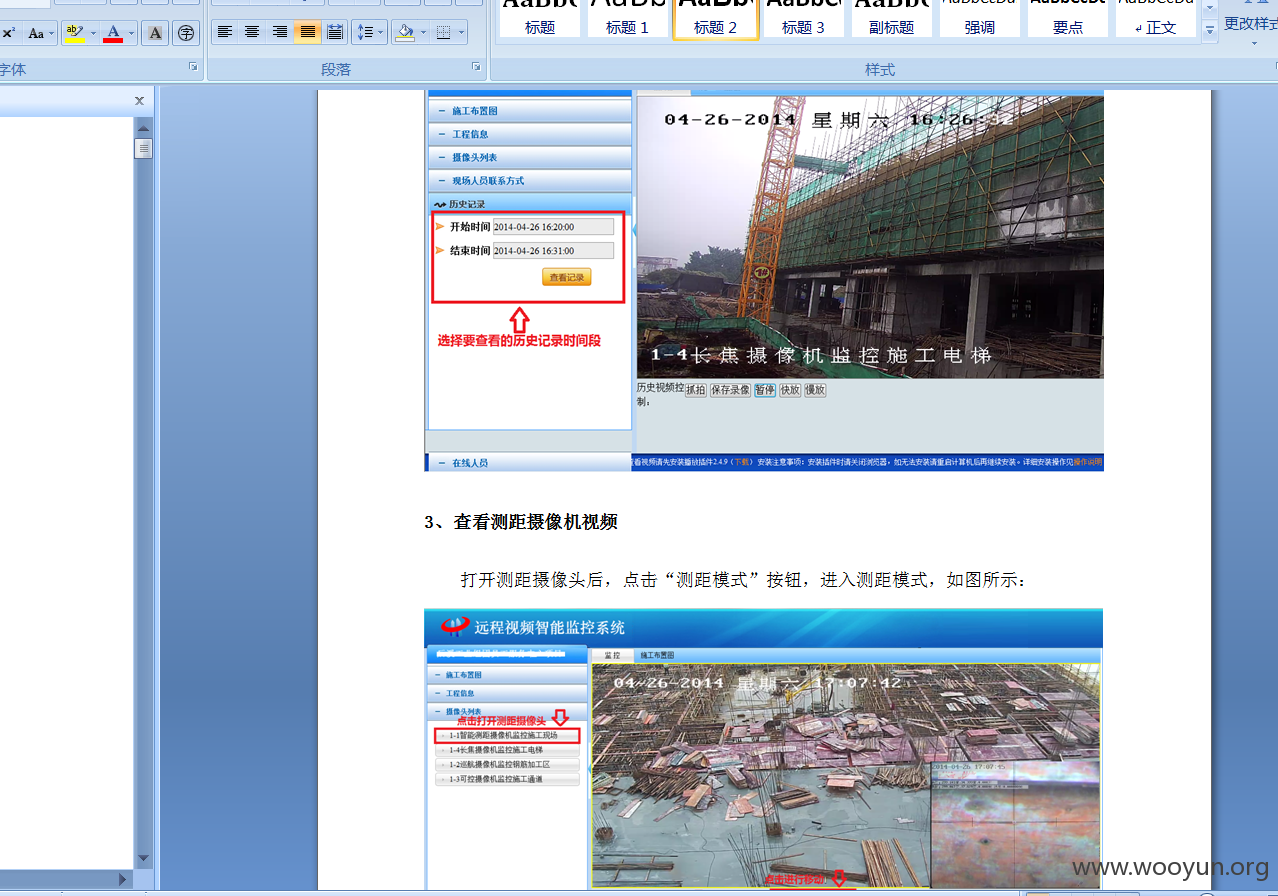 Aa
aby
A
A
字
字体
段落
标题
标题 1
标题 2
标题 3
副标题
强调
要点
正文
更改样式
样式
施工布置图
工程信息
摄像头列表
现场人员联系方式
历史记录
开始时间 2014-04-26 16:20:00
结束时间 2014-04-26 16:31:00
查看记录
选择要查看的历史记录时间段
在线人员
04-26-2014 星期六 16:26:
1#
1-4长焦摄像机监控施工电梯
历史视频控制：
抓拍 保存录像 暂停 快放 慢放
看视频请先安装播放插件2.4.9（下载） 安装注意事项：安装插件时请关闭浏览器，如无法安装请重启计算机后再继续安装。详细安装操作见操作说明
3、查看测距摄像机视频
打开测距摄像头后，点击“测距模式”按钮，进入测距模式，如图所示：
远程视频智能监控系统
监控 施工布置图
施工布置图
工程信息
摄像头列表
点击打开测距摄像头
1-1智能测距摄像机监控施工现场
1-4长焦摄像机监控施工电梯
1-2巡航摄像机监控钢筋加工区
1-3可控摄像机监控施工通道
04-26-2014 星期六 17:07:42
2014-04-26 17:07:45
点击进行移动
www.wooyun.org